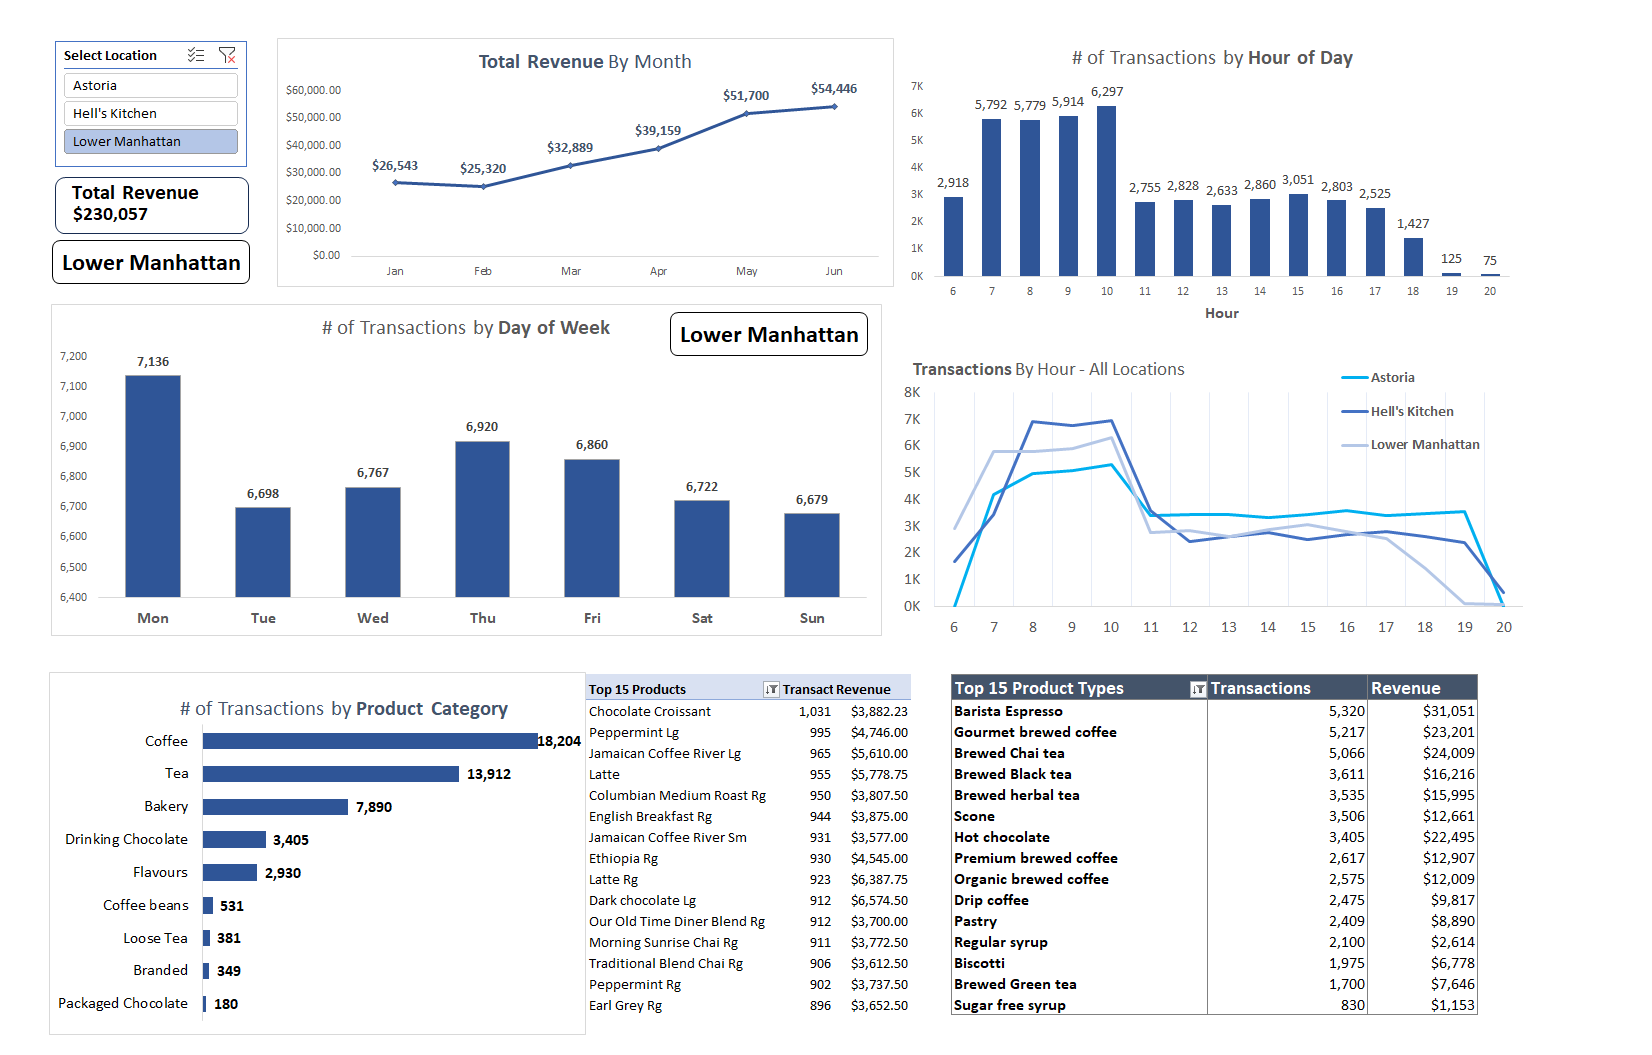 Select Location
Astoria
Hell's Kitchen
Lower Manhattan
Total Revenue
$230,057
Lower Manhattan
Total Revenue By Month
$60,000.00
$50,000.00
$40,000.00
$30,000.00
$20,000.00
$10,000.00
$0.00
$26,543
$25,320
$32,889
$39,159
$51,700
$54,446
Jan Feb Mar Apr May Jun
# of Transactions by Hour of Day
7K
6K
5K
4K
3K
2K
1K
0K
2,918 5,792 5,779 5,914 6,297 2,755 2,828 2,633 2,860 3,051 2,803 2,525 1,427 125 75
6 7 8 9 10 11 12 13 14 15 16 17 18 19 20
Hour
# of Transactions by Day of Week
Lower Manhattan
7,200
7,100
7,000
6,900
6,800
6,700
6,600
6,500
6,400
7,136 6,698 6,767 6,920 6,860 6,722 6,679
Mon Tue Wed Thu Fri Sat Sun
Transactions By Hour - All Locations
Astoria
Hell's Kitchen
Lower Manhattan
8K
7K
6K
5K
4K
3K
2K
1K
0K
6 7 8 9 10 11 12 13 14 15 16 17 18 19 20
# of Transactions by Product Category
Coffee 18,204
Tea 13,912
Bakery 7,890
Drinking Chocolate 3,405
Flavours 2,930
Coffee beans 531
Loose Tea 381
Branded 349
Packaged Chocolate 180
Top 15 Products Transact Revenue
Chocolate Croissant 1,031 $3,882.23
Peppermint Lg 995 $4,746.00
Jamaican Coffee River Lg 965 $5,610.00
Latte 955 $5,778.75
Columbian Medium Roast Rg 950 $3,807.50
English Breakfast Rg 944 $3,875.00
Jamaican Coffee River Sm 931 $3,577.00
Ethiopia Rg 930 $4,545.00
Latte Rg 923 $6,387.75
Dark chocolate Lg 912 $6,574.50
Our Old Time Diner Blend Rg 912 $3,700.00
Morning Sunrise Chai Rg 911 $3,772.50
Traditional Blend Chai Rg 906 $3,612.50
Peppermint Rg 902 $3,737.50
Earl Grey Rg 896 $3,652.50
Top 15 Product Types Transactions Revenue
Barista Espresso 5,320 $31,051
Gourmet brewed coffee 5,217 $23,201
Brewed Chai tea 5,066 $24,009
Brewed Black tea 3,611 $16,216
Brewed herbal tea 3,535 $15,995
Scone 3,506 $12,661
Hot chocolate 3,405 $22,495
Premium brewed coffee 2,617 $12,907
Organic brewed coffee 2,575 $12,009
Drip coffee 2,475 $9,817
Pastry 2,409 $8,890
Regular syrup 2,100 $2,614
Biscotti 1,975 $6,778
Brewed Green tea 1,700 $7,646
Sugar free syrup 830 $1,153